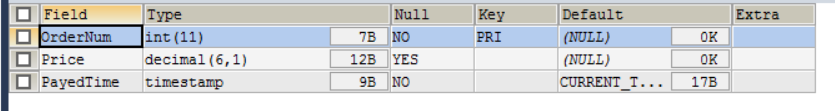 Field Type Null Key Default Extra
OrderNum int(11) 7B NO PRI (NULL) 0K
Price decimal(6,1) 12B YES (NULL) 0K
PayedTime timestamp 9B NO CURRENT_T... 17B